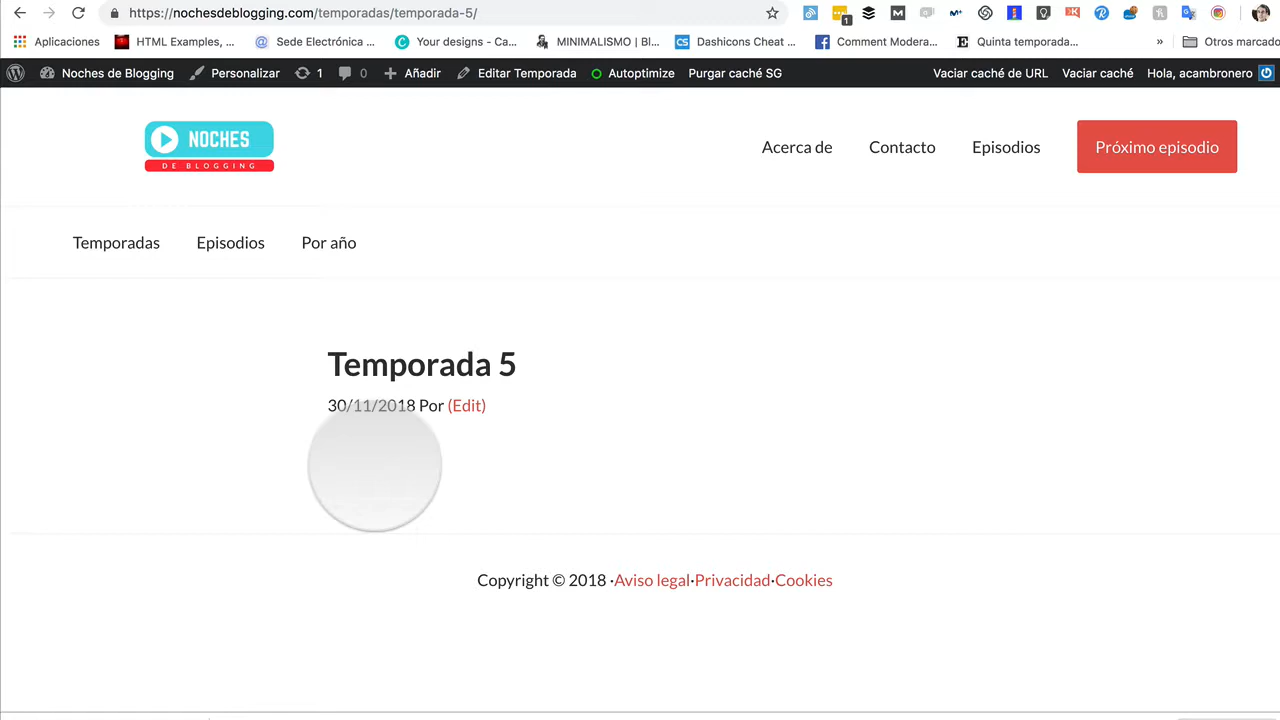 https://nochesdeblogging.com/temporadas/temporada-5/
1
Aplicaciones HTML Examples, ... Sede Electrónica ... Your designs - Ca... MINIMALISMO | Bl... Dashicons Cheat ... Comment Modera... Quinta temporada... » Otros marcado
Noches de Blogging Personalizar 1 0 Añadir Editar Temporada Autoptimize Purgar caché SG Vaciar caché de URL Vaciar caché Hola, acambronero
NOCHES
DE BLOGGING
Acerca de Contacto Episodios Próximo episodio
Temporadas Episodios Por año
Temporada 5
30/11/2018 Por (Edit)
Copyright © 2018 ·Aviso legal·Privacidad·Cookies